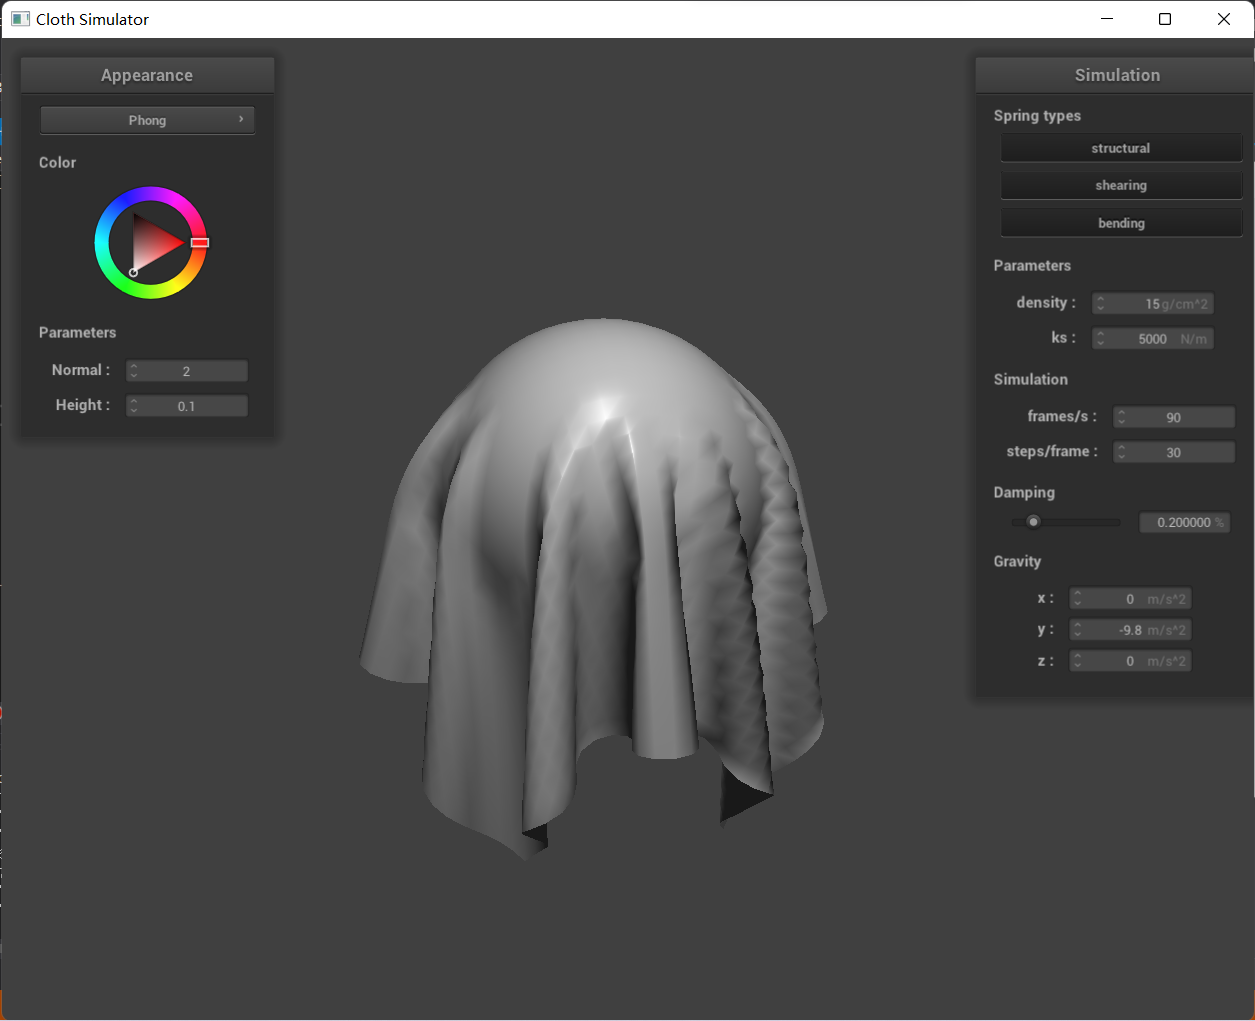 Cloth Simulator
Appearance
Phong
Color
Parameters
Normal : 2
Height : 0.1
Simulation
Spring types
structural
shearing
bending
Parameters
density : 15 g/cm^2
ks : 5000 N/m
Simulation
frames/s : 90
steps/frame : 30
Damping
0.200000 %
Gravity
x : 0 m/s^2
y : -9.8 m/s^2
z : 0 m/s^2